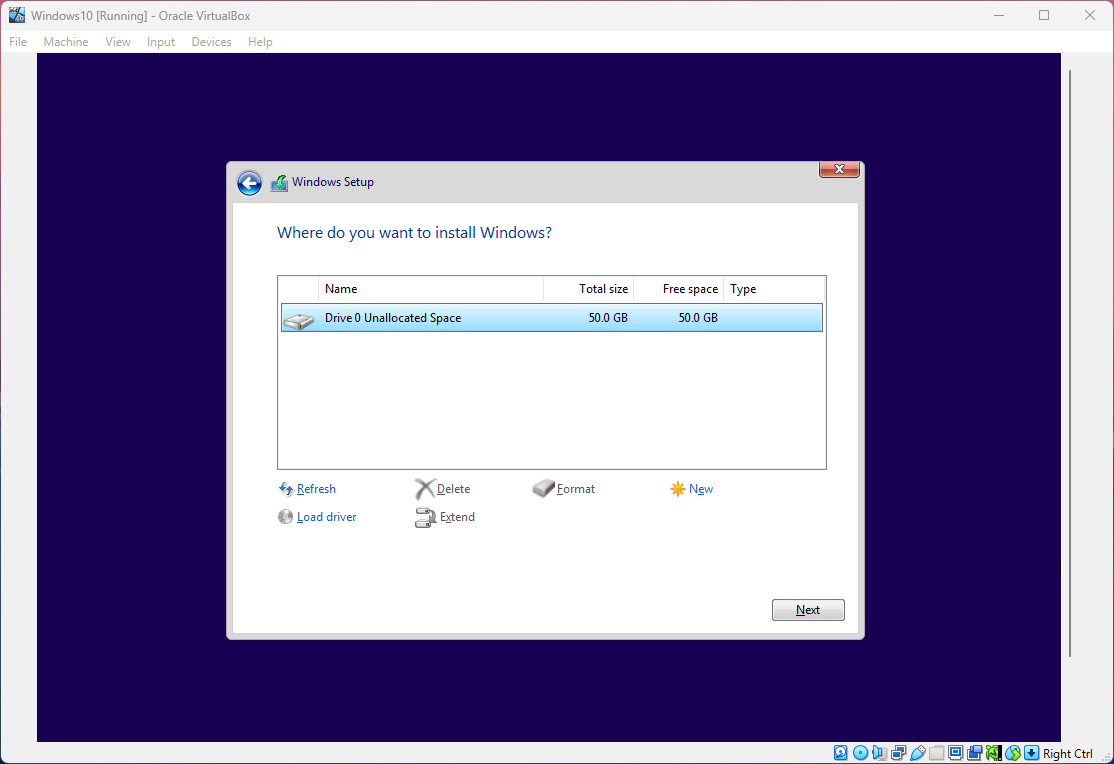 Windows10 [Running] - Oracle VirtualBox
File Machine View Input Devices Help
Windows Setup
Where do you want to install Windows?
Name Total size Free space Type
Drive 0 Unallocated Space 50.0 GB 50.0 GB
Refresh Delete Format New
Load driver Extend
Next
Right Ctrl